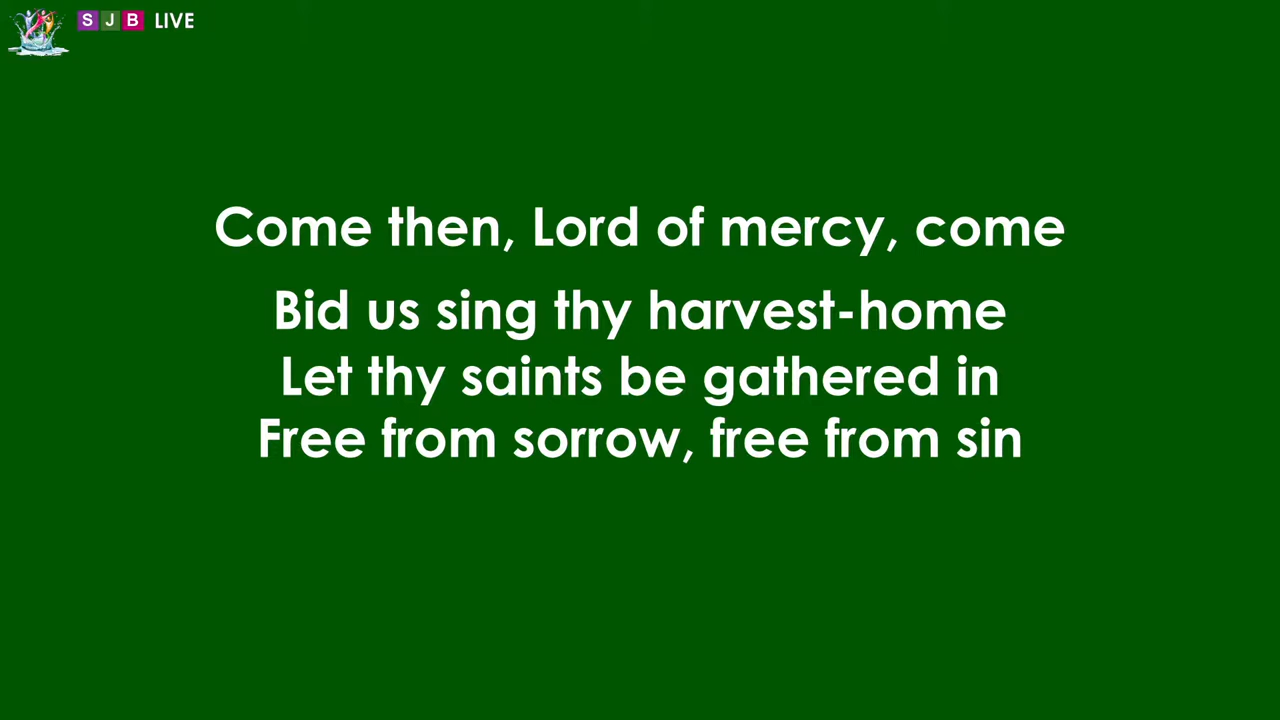 SJB LIVE
Come then, Lord of mercy, come
Bid us sing thy harvest-home
Let thy saints be gathered in
Free from sorrow, free from sin